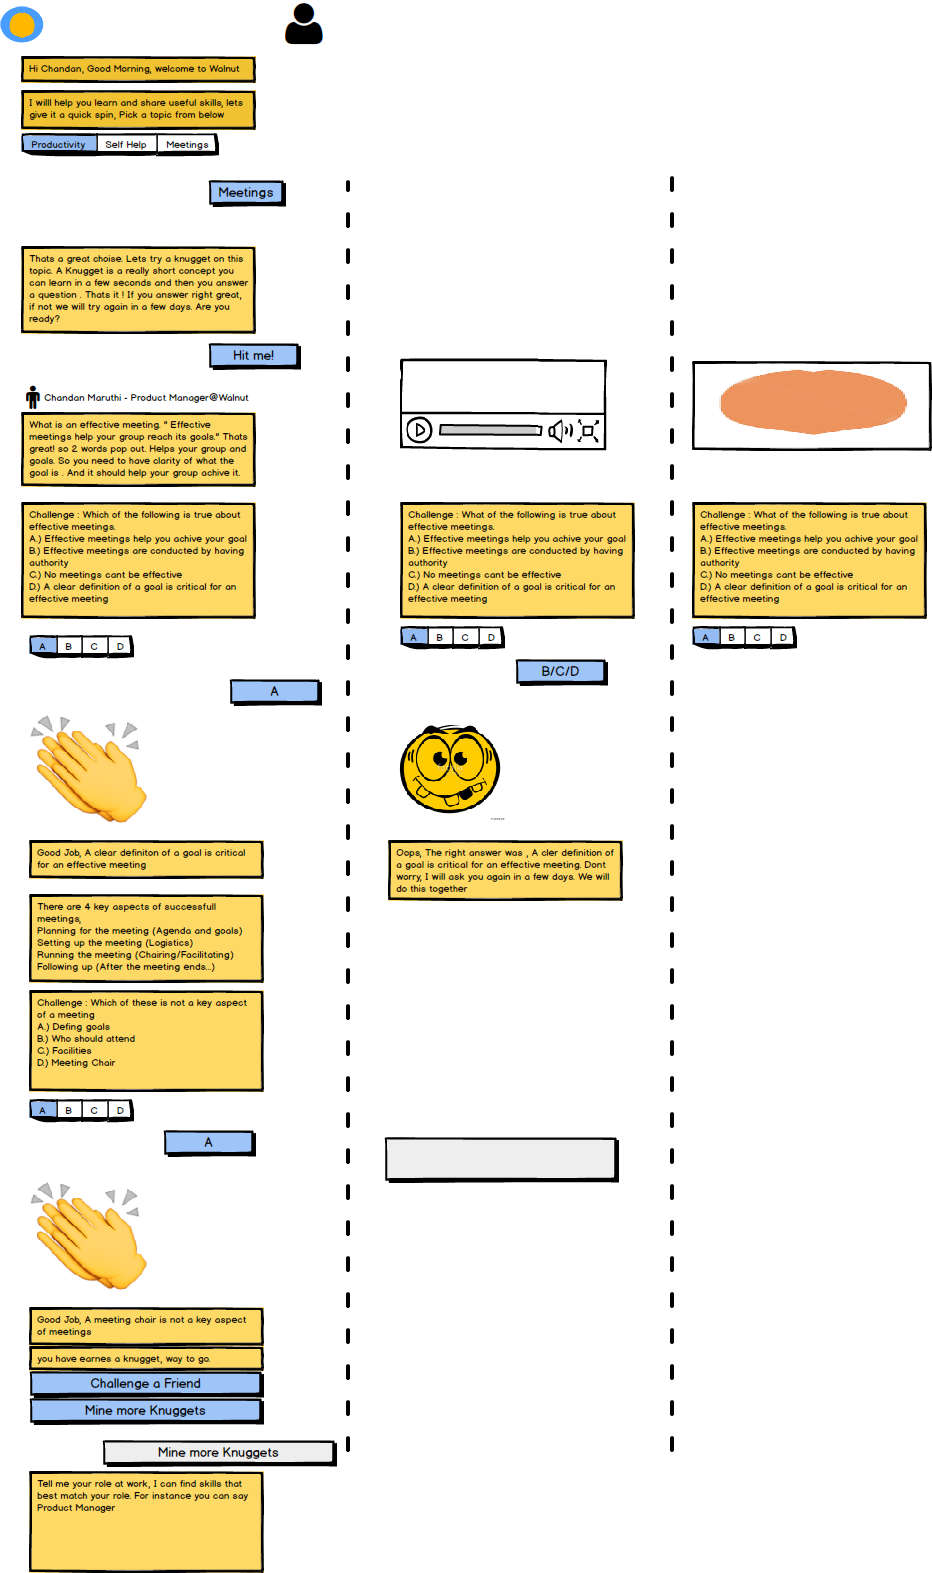 Hi Chandan, Good Morning, welcome to Walnut
I willl help you learn and share useful skills, lets
give it a quick spin, Pick a topic from below
Productivity
Self Help
Meetings
Meetings
Thats a great choise. Lets try a knugget on this
topic. A Knugget is a really short concept you
can learn in a few seconds and then you answer
a question . Thats it ! If you answer right great,
if not we will try again in a few days. Are you
ready?
Hit me!
Chandan Maruthi - Product Manager@Walnut
What is an effective meeting. " Effective
meetings help your group reach its goals." Thats
great! so 2 words pop out. Helps your group and
goals. So you need to have clarity of what the
goal is . And it should help your group achive it.
Challenge : Which of the following is true about
effective meetings.
A.) Effective meetings help you achive your goal
B.) Effective meetings are conducted by having
authority
C.) No meetings cant be effective
D.) A clear definition of a goal is critical for an
effective meeting
A
B
C
D
A
Good Job, A clear definiton of a goal is critical
for an effective meeting
There are 4 key aspects of successfull
meetings,
Planning for the meeting (Agenda and goals)
Setting up the meeting (Logistics)
Running the meeting (Chairing/Facilitating)
Following up (After the meeting ends...)
Challenge : Which of these is not a key aspect
of a meeting
A.) Defing goals
B.) Who should attend
C.) Facilities
D.) Meeting Chair
A
B
C
D
A
Good Job, A meeting chair is not a key aspect
of meetings
you have earnes a knugget, way to go.
Challenge a Friend
Mine more Knuggets
Mine more Knuggets
Tell me your role at work, I can find skills that
best match your role. For instance you can say
Product Manager
Challenge : What of the following is true about
effective meetings.
A.) Effective meetings help you achive your goal
B.) Effective meetings are conducted by having
authority
C.) No meetings cant be effective
D.) A clear definition of a goal is critical for an
effective meeting
A
B
C
D
B/C/D
Oops, The right answer was , A cler definition of
a goal is critical for an effective meeting. Dont
worry, I will ask you again in a few days. We will
do this together
Challenge : What of the following is true about
effective meetings.
A.) Effective meetings help you achive your goal
B.) Effective meetings are conducted by having
authority
C.) No meetings cant be effective
D.) A clear definition of a goal is critical for an
effective meeting
A
B
C
D